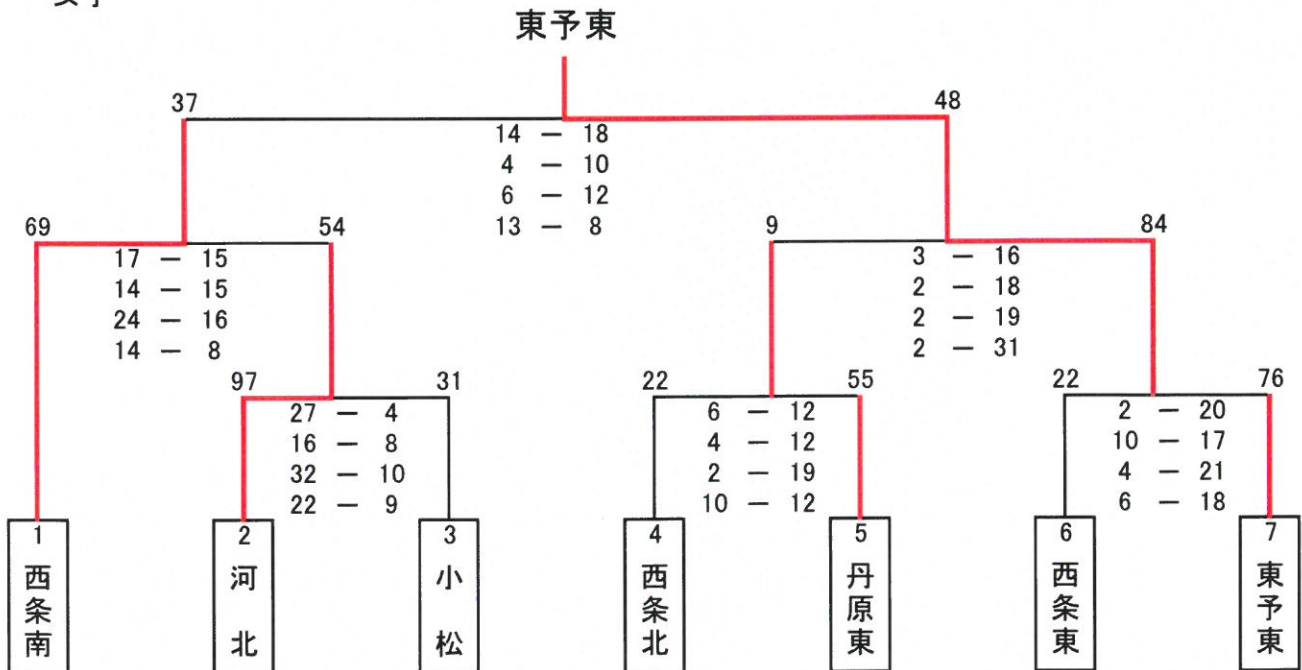 東予東
37 48
14 － 18
4 － 10
6 － 12
13 － 8
69 54 9 84
17 － 15
14 － 15
24 － 16
14 － 8
3 － 16
2 － 18
2 － 19
2 － 31
97 31 22 55 22 76
27 － 4
16 － 8
32 － 10
22 － 9
6 － 12
4 － 12
2 － 19
10 － 12
2 － 20
10 － 17
4 － 21
6 － 18
1 西条南
2 河北
3 小松
4 西条北
5 丹原東
6 西条東
7 東予東